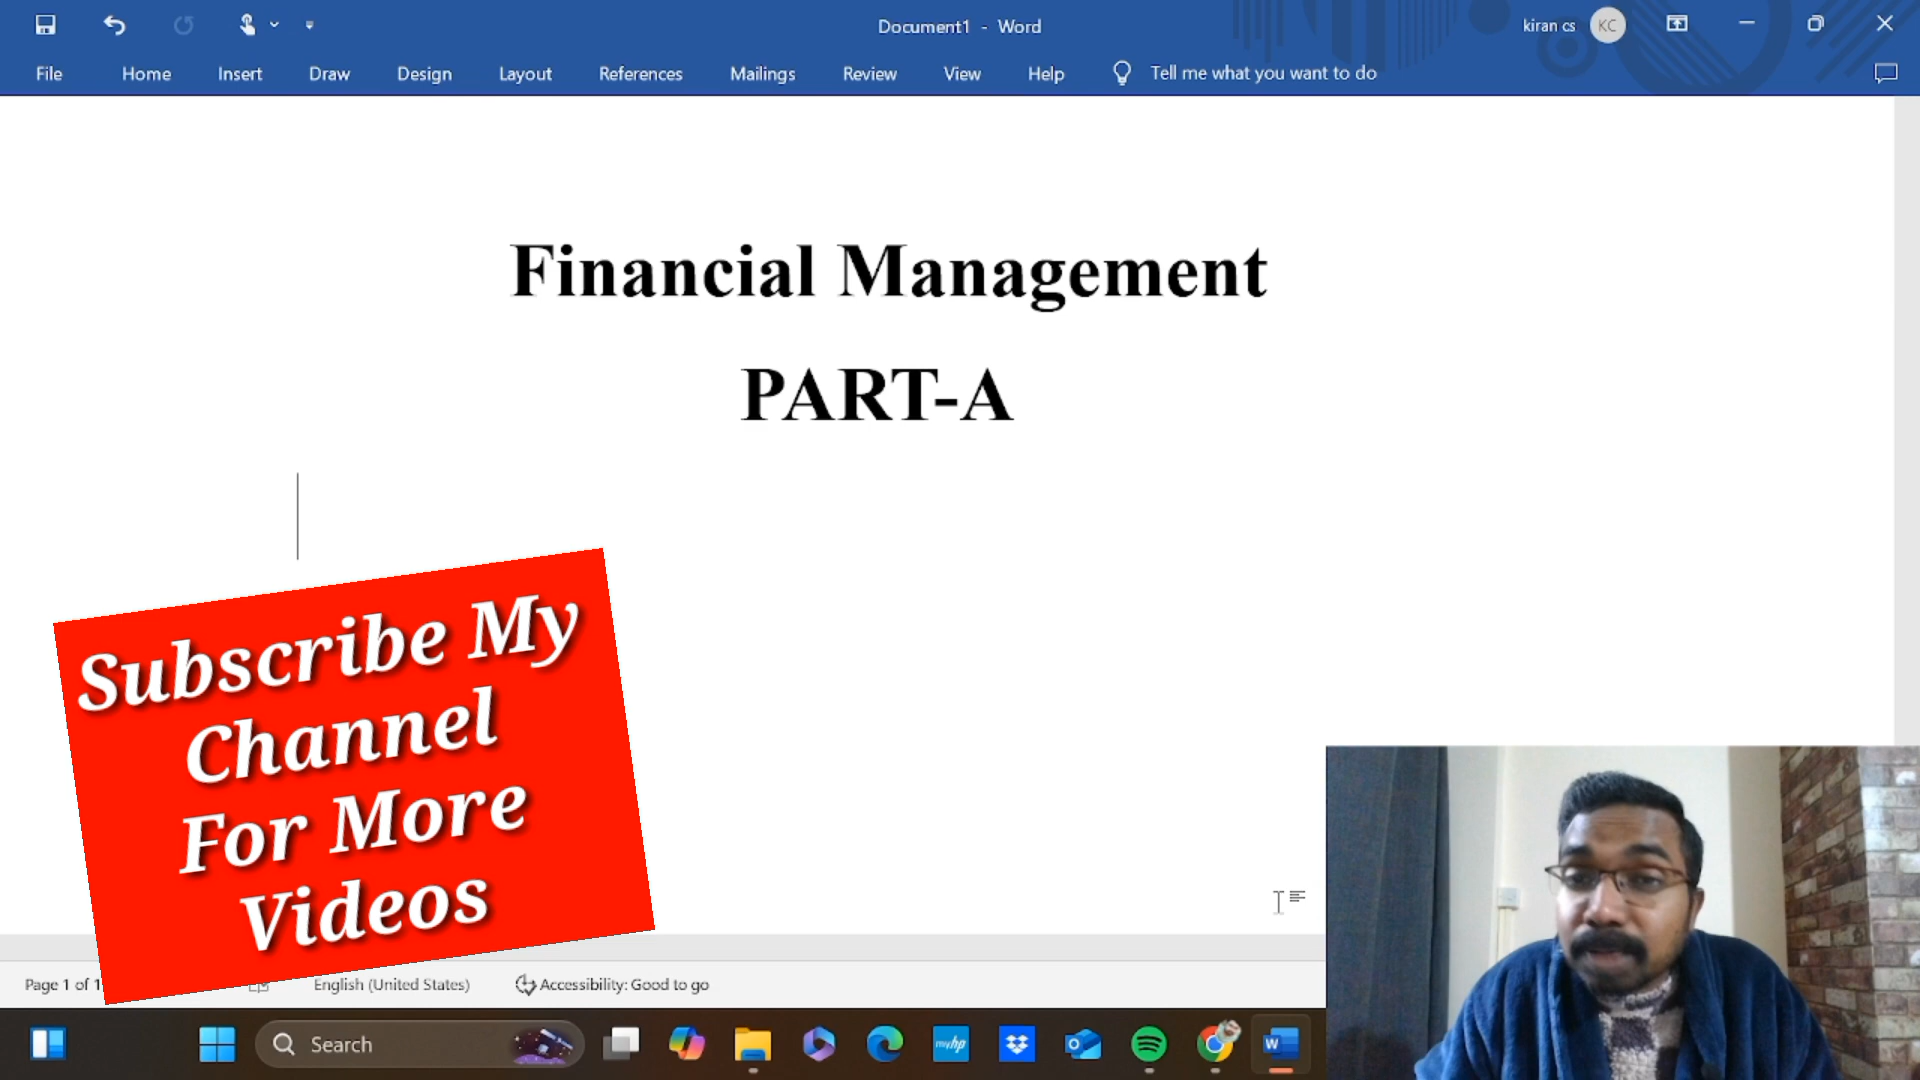 Document1 - Word
kiran cs KC
File Home Insert Draw Design Layout References Mailings Review View Help Tell me what you want to do
Financial Management
PART-A
Subscribe My
Channel
For More
Videos
Page 1 of 1 English (United States) Accessibility: Good to go
Search myhp W